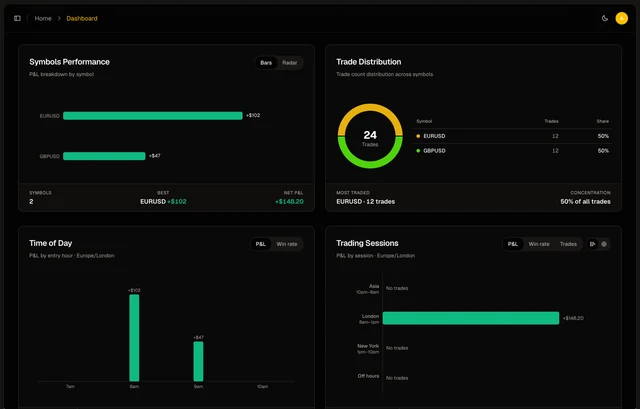 Home > Dashboard
Symbols Performance
Bars Radar
P&L breakdown by symbol
EURUSD +$102
GBPUSD +$47
SYMBOLS BEST NET P&L
2 EURUSD +$102 +$148.20
Trade Distribution
Trade count distribution across symbols
24
Trades
Symbol Trades Share
EURUSD 12 50%
GBPUSD 12 50%
MOST TRADED CONCENTRATION
EURUSD · 12 trades 50% of all trades
Time of Day
P&L Win rate
P&L by entry hour · Europe/London
+$102
+$47
7am 8am 9am 10am
Trading Sessions
P&L Win rate Trades
P&L by session · Europe/London
Asia
10pm–8am
No trades
London
8am–1pm
+$148.20
New York
1pm–10pm
No trades
Off hours
No trades